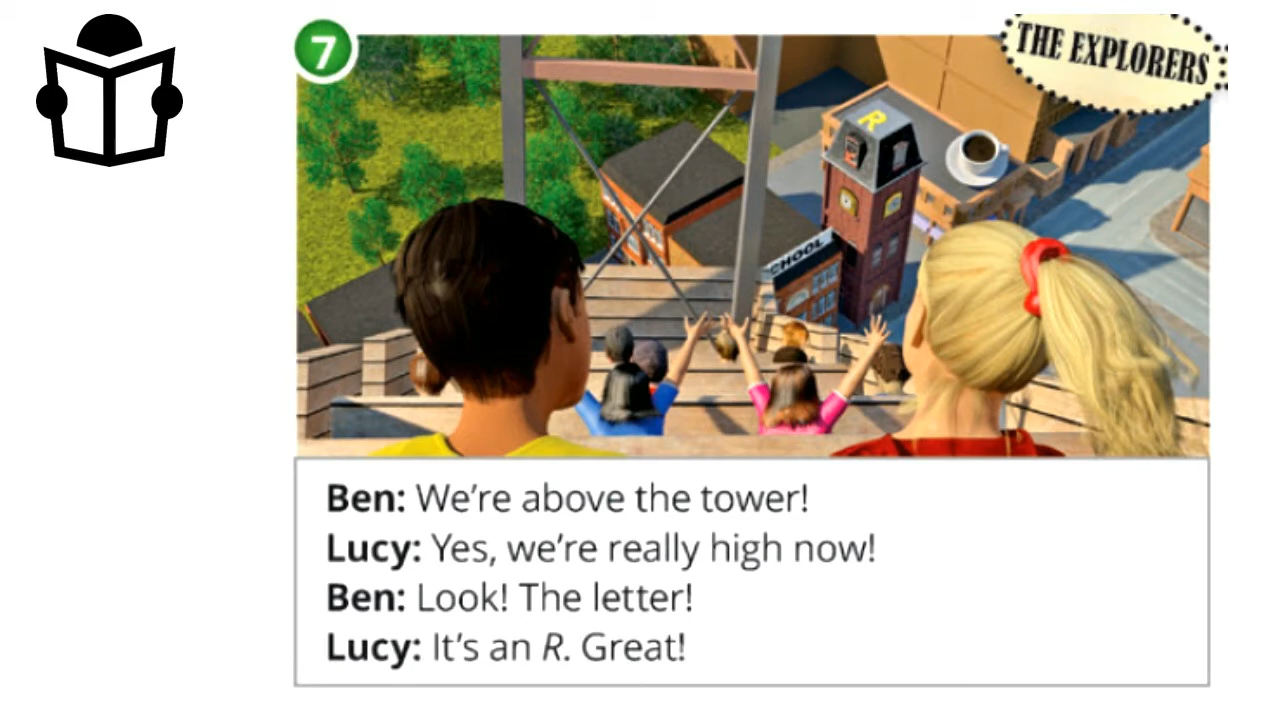 7
THE EXPLORERS
R
CHOOL
Ben: We're above the tower!
Lucy: Yes, we're really high now!
Ben: Look! The letter!
Lucy: It's an R. Great!